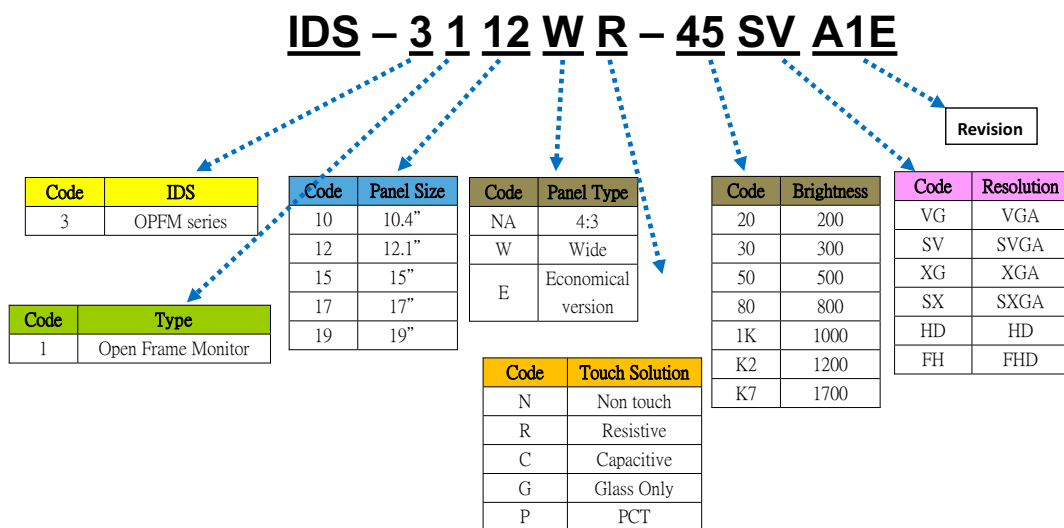 IDS – 3 1 12 W R – 45 SV A1E
Revision
Code IDS
3 OPFM series
Code Type
1 Open Frame Monitor
Code Panel Size
10 10.4”
12 12.1”
15 15”
17 17”
19 19”
Code Panel Type
NA 4:3
W Wide
E Economical
version
Code Touch Solution
N Non touch
R Resistive
C Capacitive
G Glass Only
P PCT
Code Brightness
20 200
30 300
50 500
80 800
1K 1000
K2 1200
K7 1700
Code Resolution
VG VGA
SV SVGA
XG XGA
SX SXGA
HD HD
FH FHD